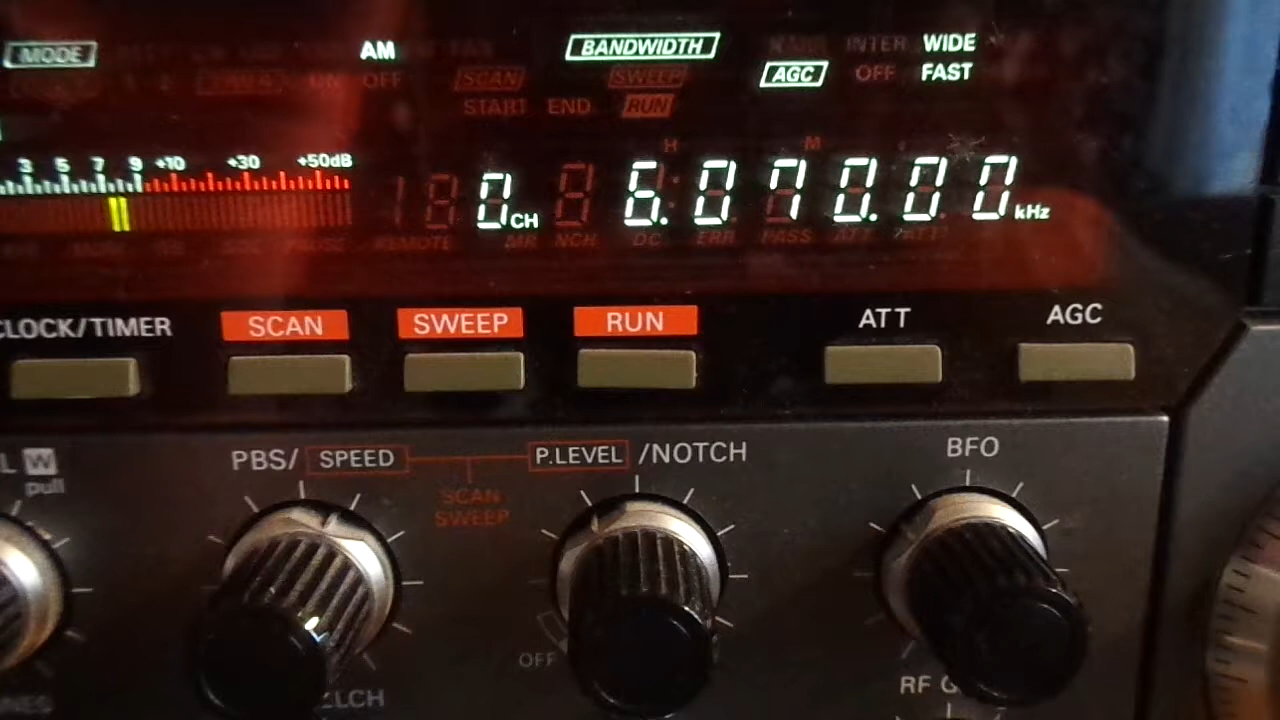 MODE AM BANDWIDTH INTER WIDE
OFF SCAN SWEEP AGC OFF FAST
START END RUN
H M
3 5 7 9 +10 +30 +50dB
0 CH 6.070.00 kHz
REMOTE MR NCH DC ERR PASS ATT
CLOCK/TIMER SCAN SWEEP RUN ATT AGC
PBS/ SPEED P.LEVEL /NOTCH BFO
W
pull
SCAN
SWEEP
OFF
RF G